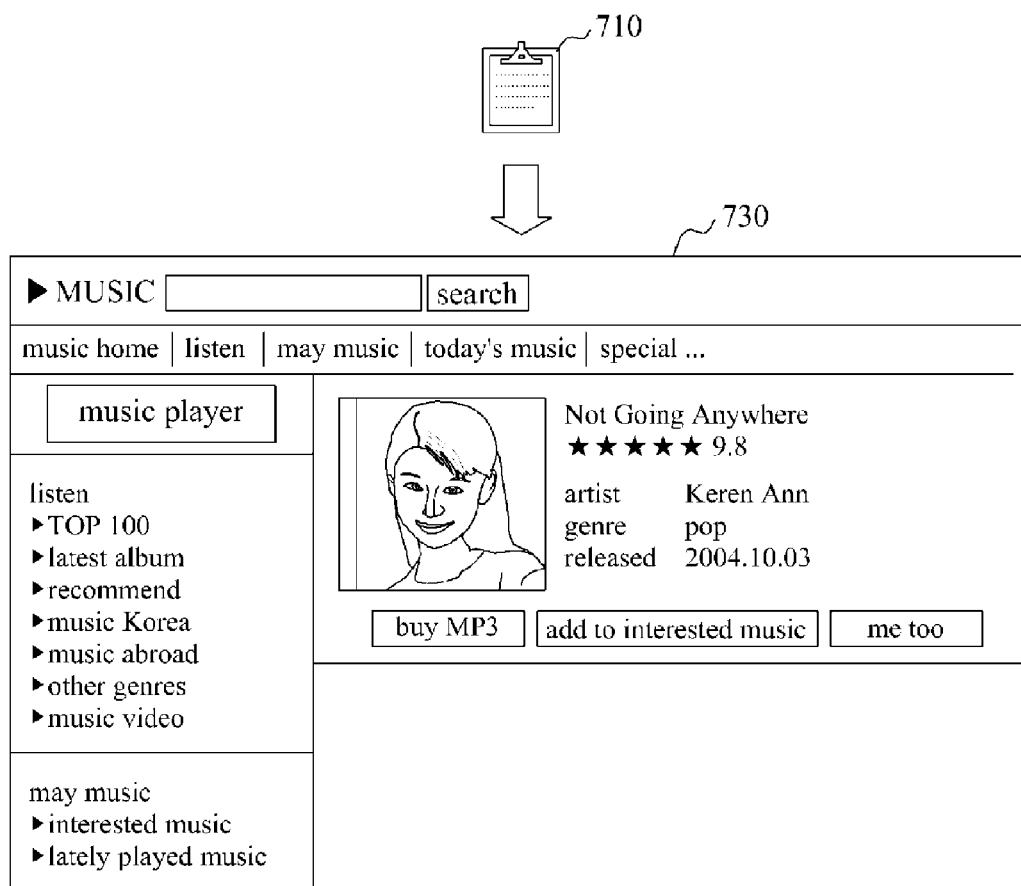 710
730
▶ MUSIC search
music home | listen | may music | today's music | special ...
music player
listen
▶TOP 100
▶latest album
▶recommend
▶music Korea
▶music abroad
▶other genres
▶music video
may music
▶interested music
▶lately played music
Not Going Anywhere
★★★★★ 9.8
artist Keren Ann
genre pop
released 2004.10.03
buy MP3 add to interested music me too